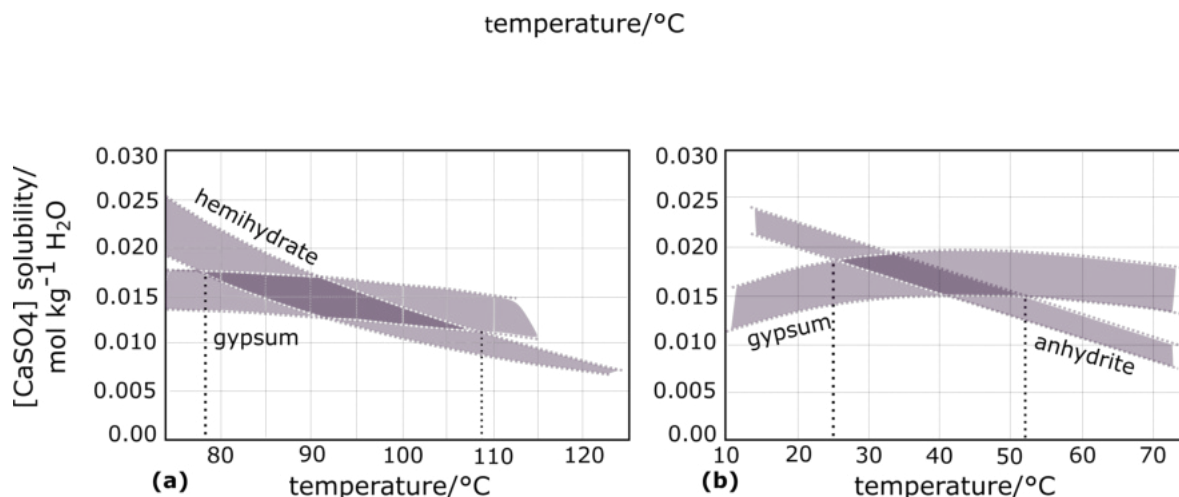 temperature/°C
[CaSO4] solubility/
mol kg-1 H2O
0.030
0.025
0.020
0.015
0.010
0.005
0.00
hemihydrate
gypsum
80
90
100
110
120
(a)
temperature/°C
0.030
0.025
0.020
0.015
0.010
0.005
0.00
gypsum
anhydrite
10
20
30
40
50
60
70
(b)
temperature/°C